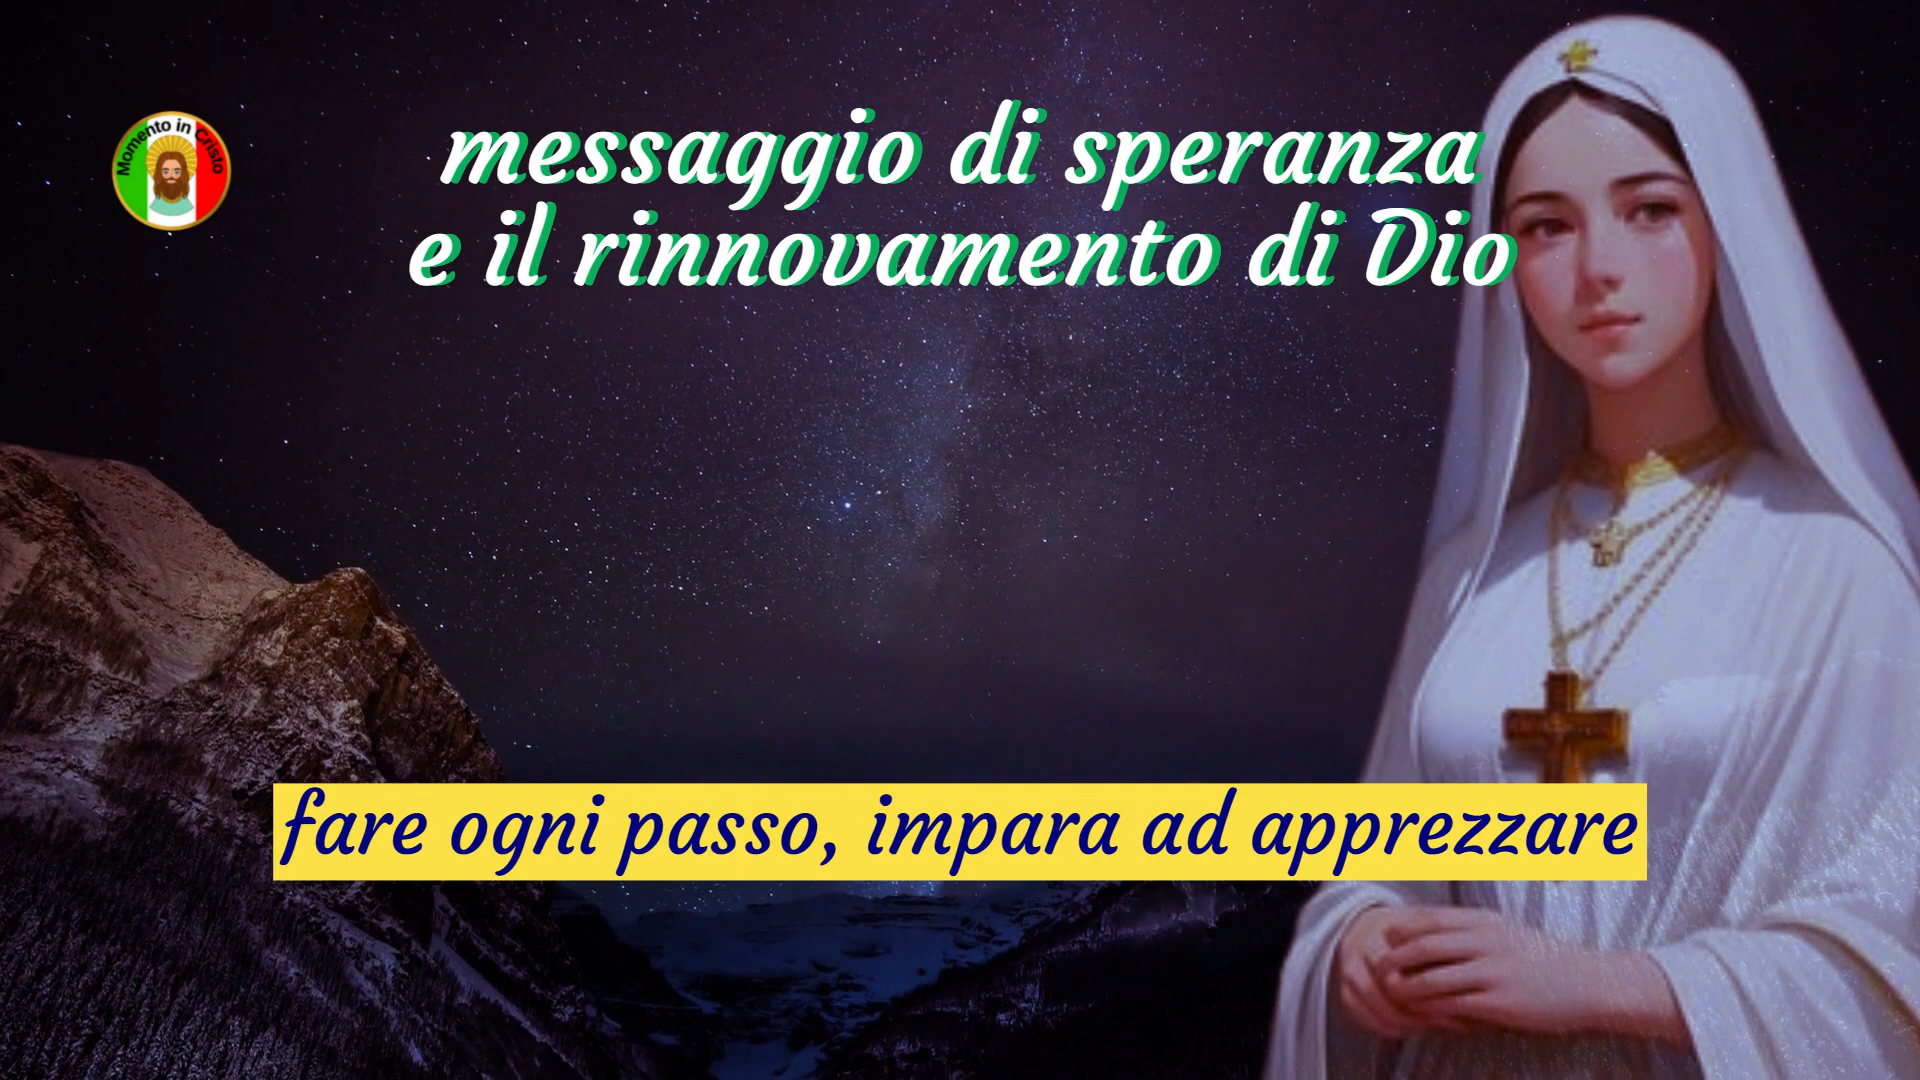 Momento in Cristo
messaggio di speranza
e il rinnovamento di Dio
fare ogni passo, impara ad apprezzare